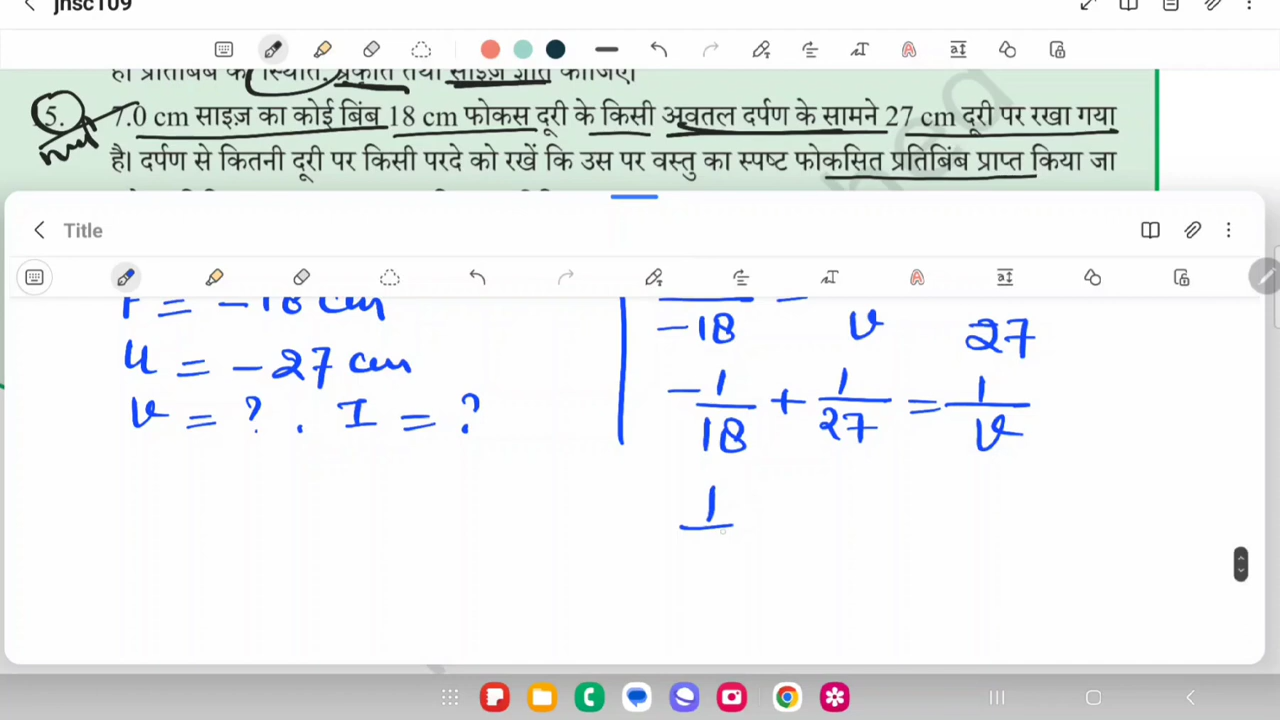 jhsc109
है। प्रतिबिंब की स्थिति, प्रकृति तथा साइज़ ज्ञात कीजिए।
5. 7.0 cm साइज़ का कोई बिंब 18 cm फोकस दूरी के किसी अवतल दर्पण के सामने 27 cm दूरी पर रखा गया
है। दर्पण से कितनी दूरी पर किसी परदे को रखें कि उस पर वस्तु का स्पष्ट फोकसित प्रतिबिंब प्राप्त किया जा
Title
F = -18 cm
u = -27 cm
v = ? . I = ?
-18 = v 27
-1/18 + 1/27 = 1/v
1